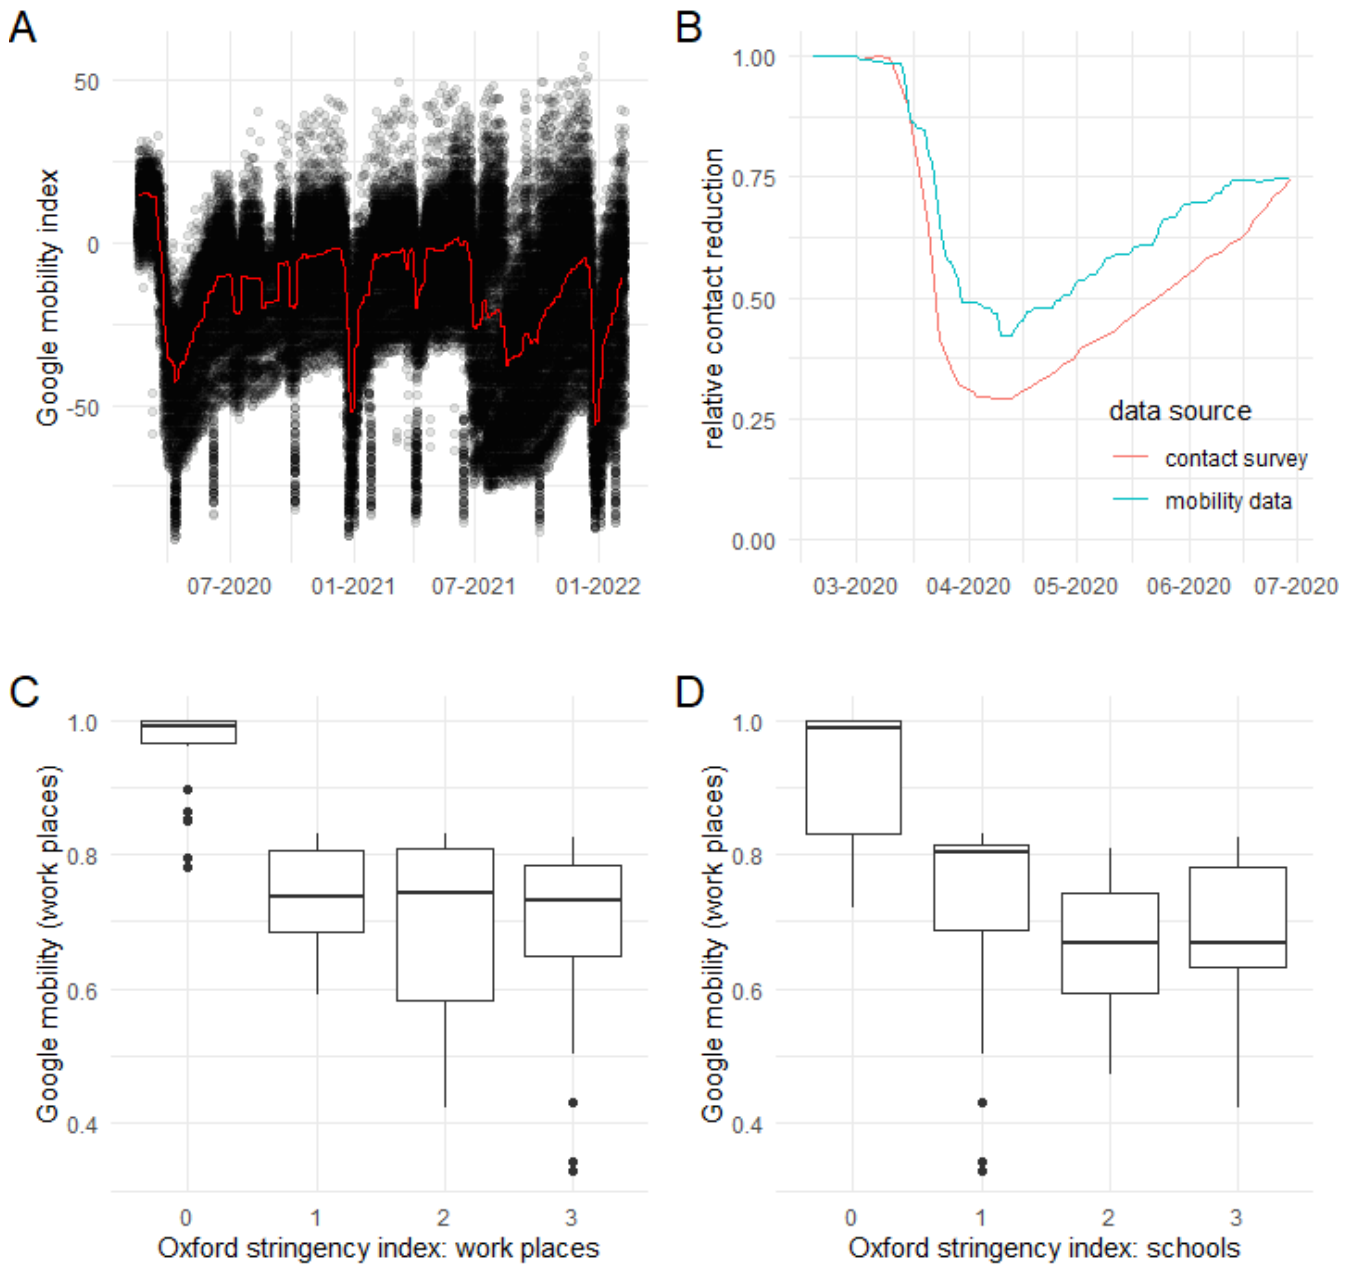 A
Google mobility index
50
0
-50
07-2020 01-2021 07-2021 01-2022
B
relative contact reduction
1.00
0.75
0.50
0.25
0.00
data source
contact survey
mobility data
03-2020 04-2020 05-2020 06-2020 07-2020
C
Google mobility (work places)
1.0
0.8
0.6
0.4
0 1 2 3
Oxford stringency index: work places
D
Google mobility (work places)
1.0
0.8
0.6
0.4
0 1 2 3
Oxford stringency index: schools